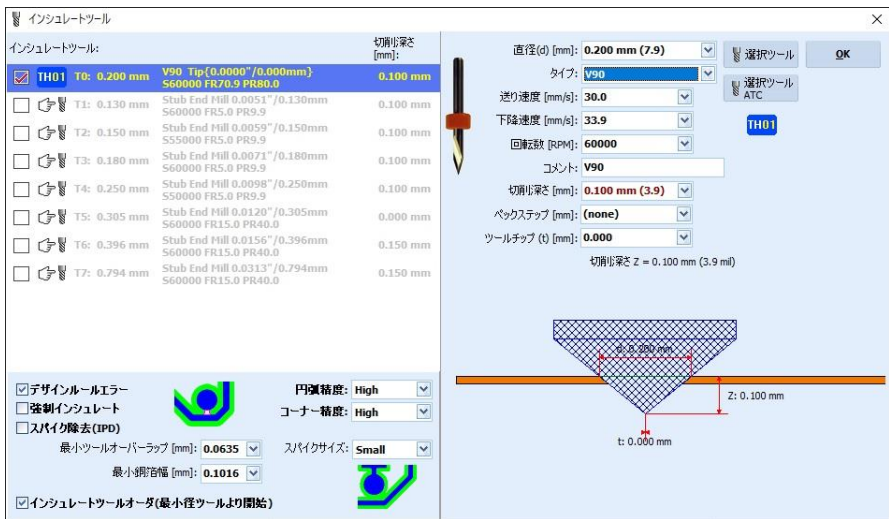 インシュレートツール
インシュレートツール:
切削深さ [mm]:
TH01 T0: 0.200 mm V90 Tip{0.0000"/0.000mm} 0.100 mm
S60000 FR70.9 PR80.0
T1: 0.130 mm Stub End Mill 0.0051"/0.130mm 0.100 mm
S60000 FR5.0 PR9.9
T2: 0.150 mm Stub End Mill 0.0059"/0.150mm 0.100 mm
S55000 FR5.0 PR9.9
T3: 0.180 mm Stub End Mill 0.0071"/0.180mm 0.100 mm
S60000 FR5.0 PR9.9
T4: 0.250 mm Stub End Mill 0.0098"/0.250mm 0.100 mm
S50000 FR5.0 PR9.9
T5: 0.305 mm Stub End Mill 0.0120"/0.305mm 0.000 mm
S60000 FR15.0 PR40.0
T6: 0.396 mm Stub End Mill 0.0156"/0.396mm 0.150 mm
S60000 FR15.0 PR40.0
T7: 0.794 mm Stub End Mill 0.0313"/0.794mm 0.150 mm
S60000 FR15.0 PR40.0
デザインルールエラー
強制インシュレート
スパイク除去(IPD)
円弧精度: High
コーナー精度: High
最小ツールオーバーラップ [mm]: 0.0635
スパイクサイズ: Small
最小銅箔幅 [mm]: 0.1016
インシュレートツールオーダ(最小径ツールより開始)
直径(d) [mm]: 0.200 mm (7.9)
タイプ: V90
送り速度 [mm/s]: 30.0
下降速度 [mm/s]: 33.9
回転数 [RPM]: 60000
コメント: V90
切削深さ [mm]: 0.100 mm (3.9)
ペックステップ [mm]: (none)
ツールチップ (t) [mm]: 0.000
選択ツール
OK
選択ツール
ATC
TH01
切削深さ Z = 0.100 mm (3.9 mil)
d: 0.200 mm
Z: 0.100 mm
t: 0.000 mm